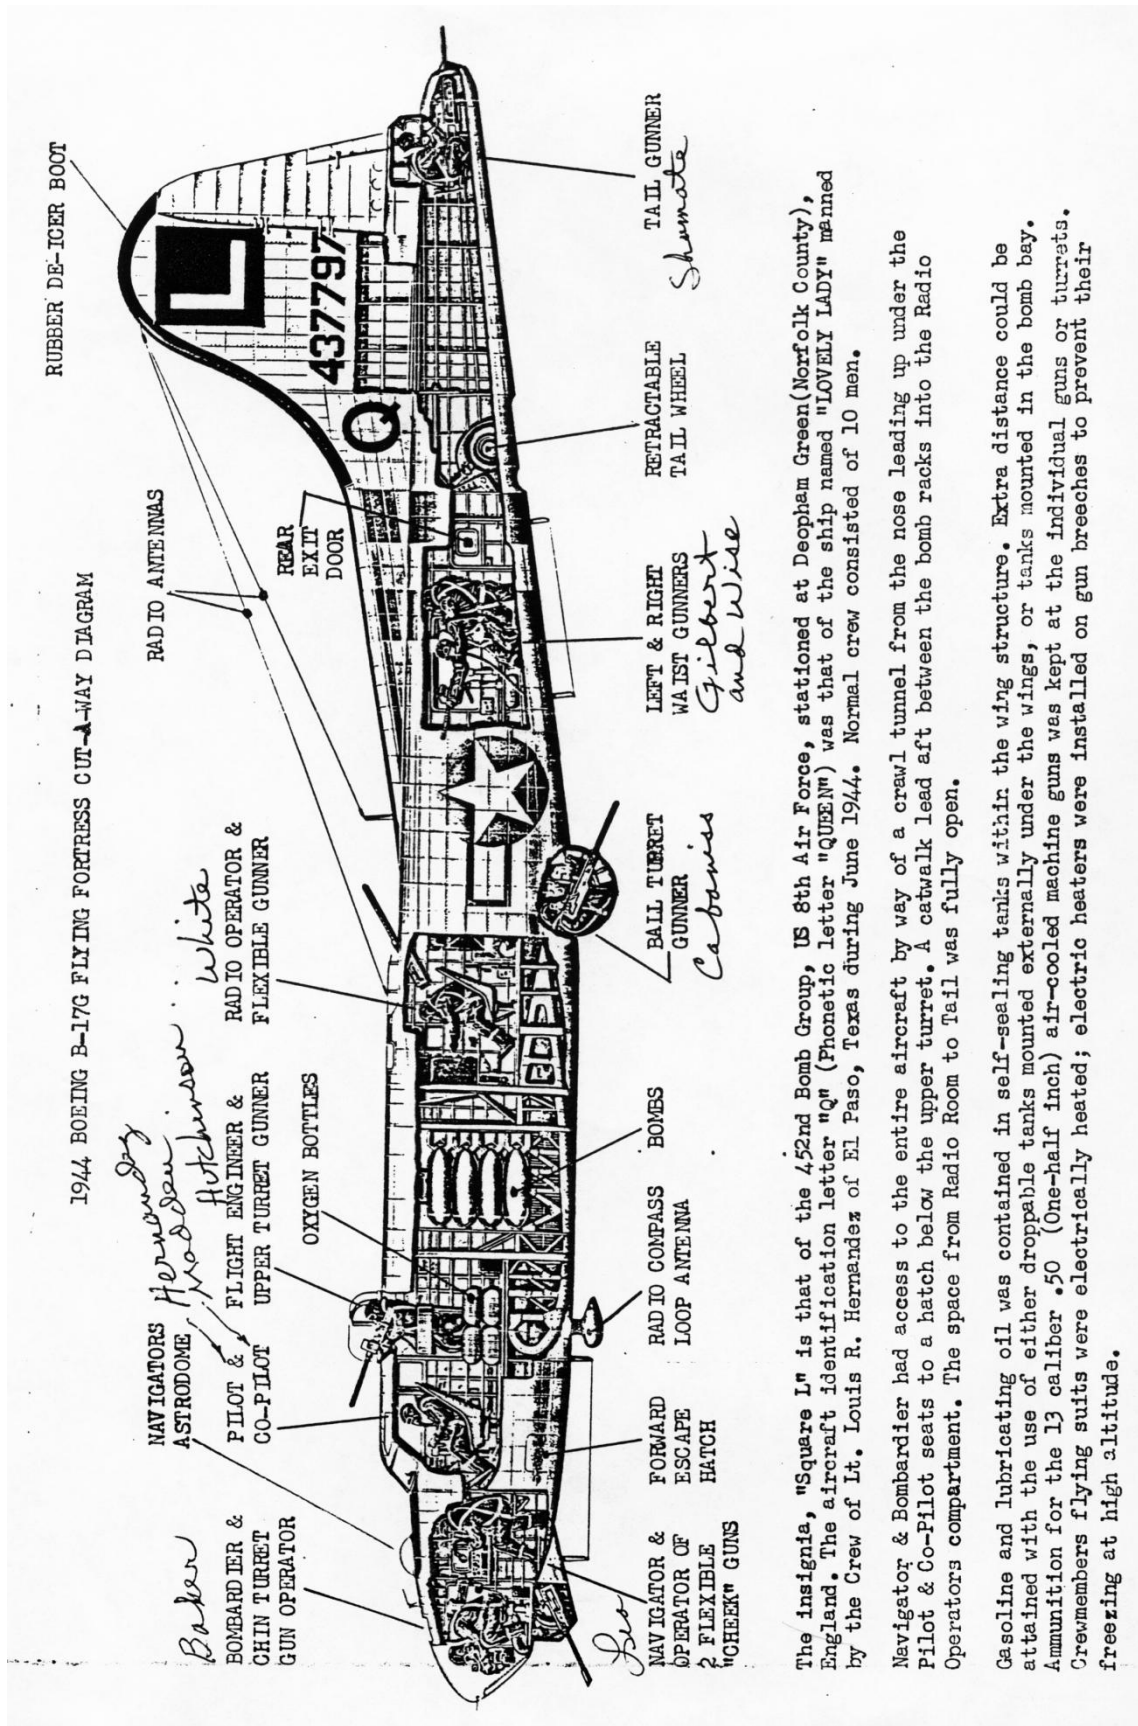 1944 BOEING B-17G FLYING FORTRESS CUT-A-WAY DIAGRAM
RUBBER DE-ICER BOOT
RADIO ANTENNAS
REAR
EXIT
DOOR
Baker
BOMBARDIER &
CHIN TURRET
GUN OPERATOR
NAVIGATORS
ASTRODOME
Hernandez
Madden
PILOT &
CO-PILOT
Hutchinson
FLIGHT ENGINEER &
UPPER TURRET GUNNER
OXYGEN BOTTLES
White
RADIO OPERATOR &
FLEXIBLE GUNNER
L
437797
Q
NAVIGATOR &
OPERATOR OF
2 FLEXIBLE
"CHEEK" GUNS
FORWARD
ESCAPE
HATCH
RADIO COMPASS
LOOP ANTENNA
BOMBS
BALL TURRET
GUNNER
Cabaniss
LEFT & RIGHT
WAIST GUNNERS
Gilbert
and Wise
RETRACTABLE
TAIL WHEEL
TAIL GUNNER
Shumate
The insignia, "Square L" is that of the 452nd Bomb Group, US 8th Air Force, stationed at Deopham Green(Norfolk County),
England. The aircraft identification letter "Q" (Phonetic letter "QUEEN") was that of the ship named "LOVELY LADY" manned
by the Crew of Lt. Louis R. Hernandez of El Paso, Texas during June 1944. Normal crew consisted of 10 men.
Navigator & Bombardier had access to the entire aircraft by way of a crawl tunnel from the nose leading up under the
Pilot & Co-Pilot seats to a hatch below the upper turret. A catwalk lead aft between the bomb racks into the Radio
Operators compartment. The space from Radio Room to Tail was fully open.
Gasoline and lubricating oil was contained in self-sealing tanks within the wing structure. Extra distance could be
attained with the use of either droppable tanks mounted externally under the wings, or tanks mounted in the bomb bay.
Ammunition for the 13 caliber .50 (One-half inch) air-cooled machine guns was kept at the individual guns or turrets.
Crewmembers flying suits were electrically heated; electric heaters were installed on gun breeches to prevent their
freezing at high altitude.